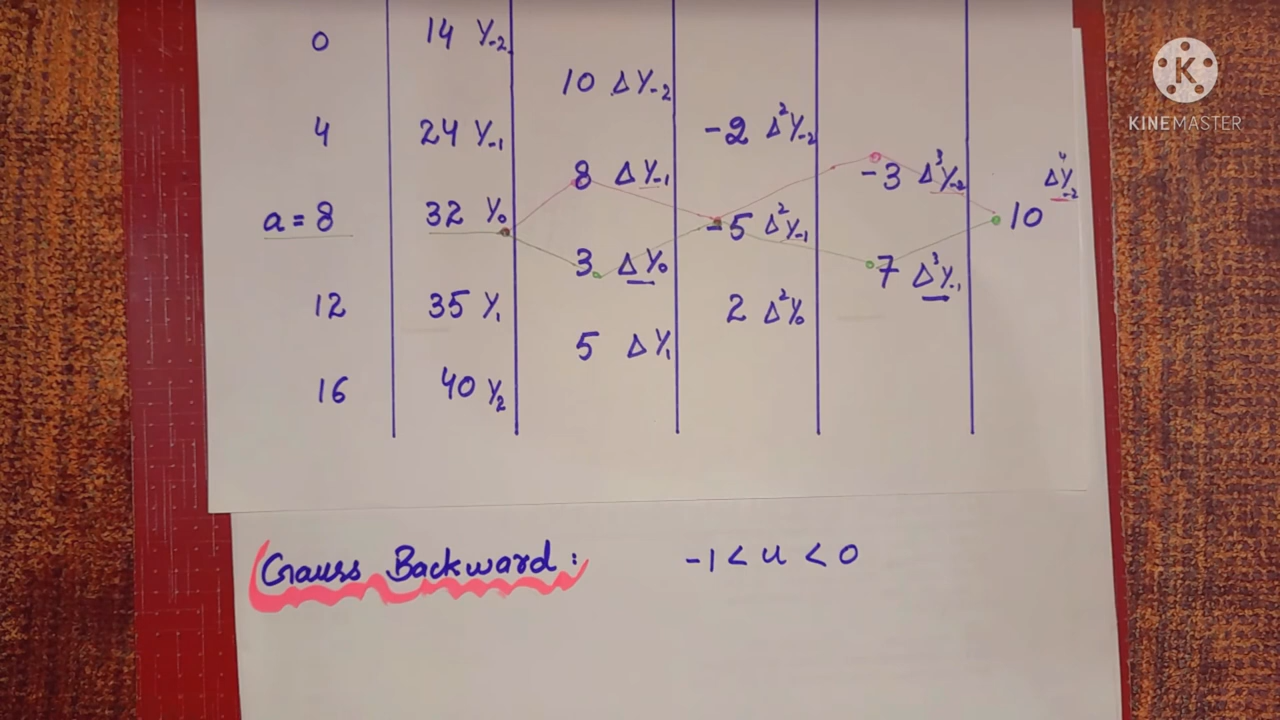 0 14 Y-2
10 ΔY-2
4 24 Y-1 -2 Δ²Y-2
8 ΔY-1 -3 Δ³Y-2 Δ⁴Y-2
a = 8 32 Y0 -5 Δ²Y-1 10
3 ΔY0 7 Δ³Y-1
12 35 Y1 2 Δ²Y0
5 ΔY1
16 40 Y2
Gauss Backward : -1 < u < 0
K
KINEMASTER